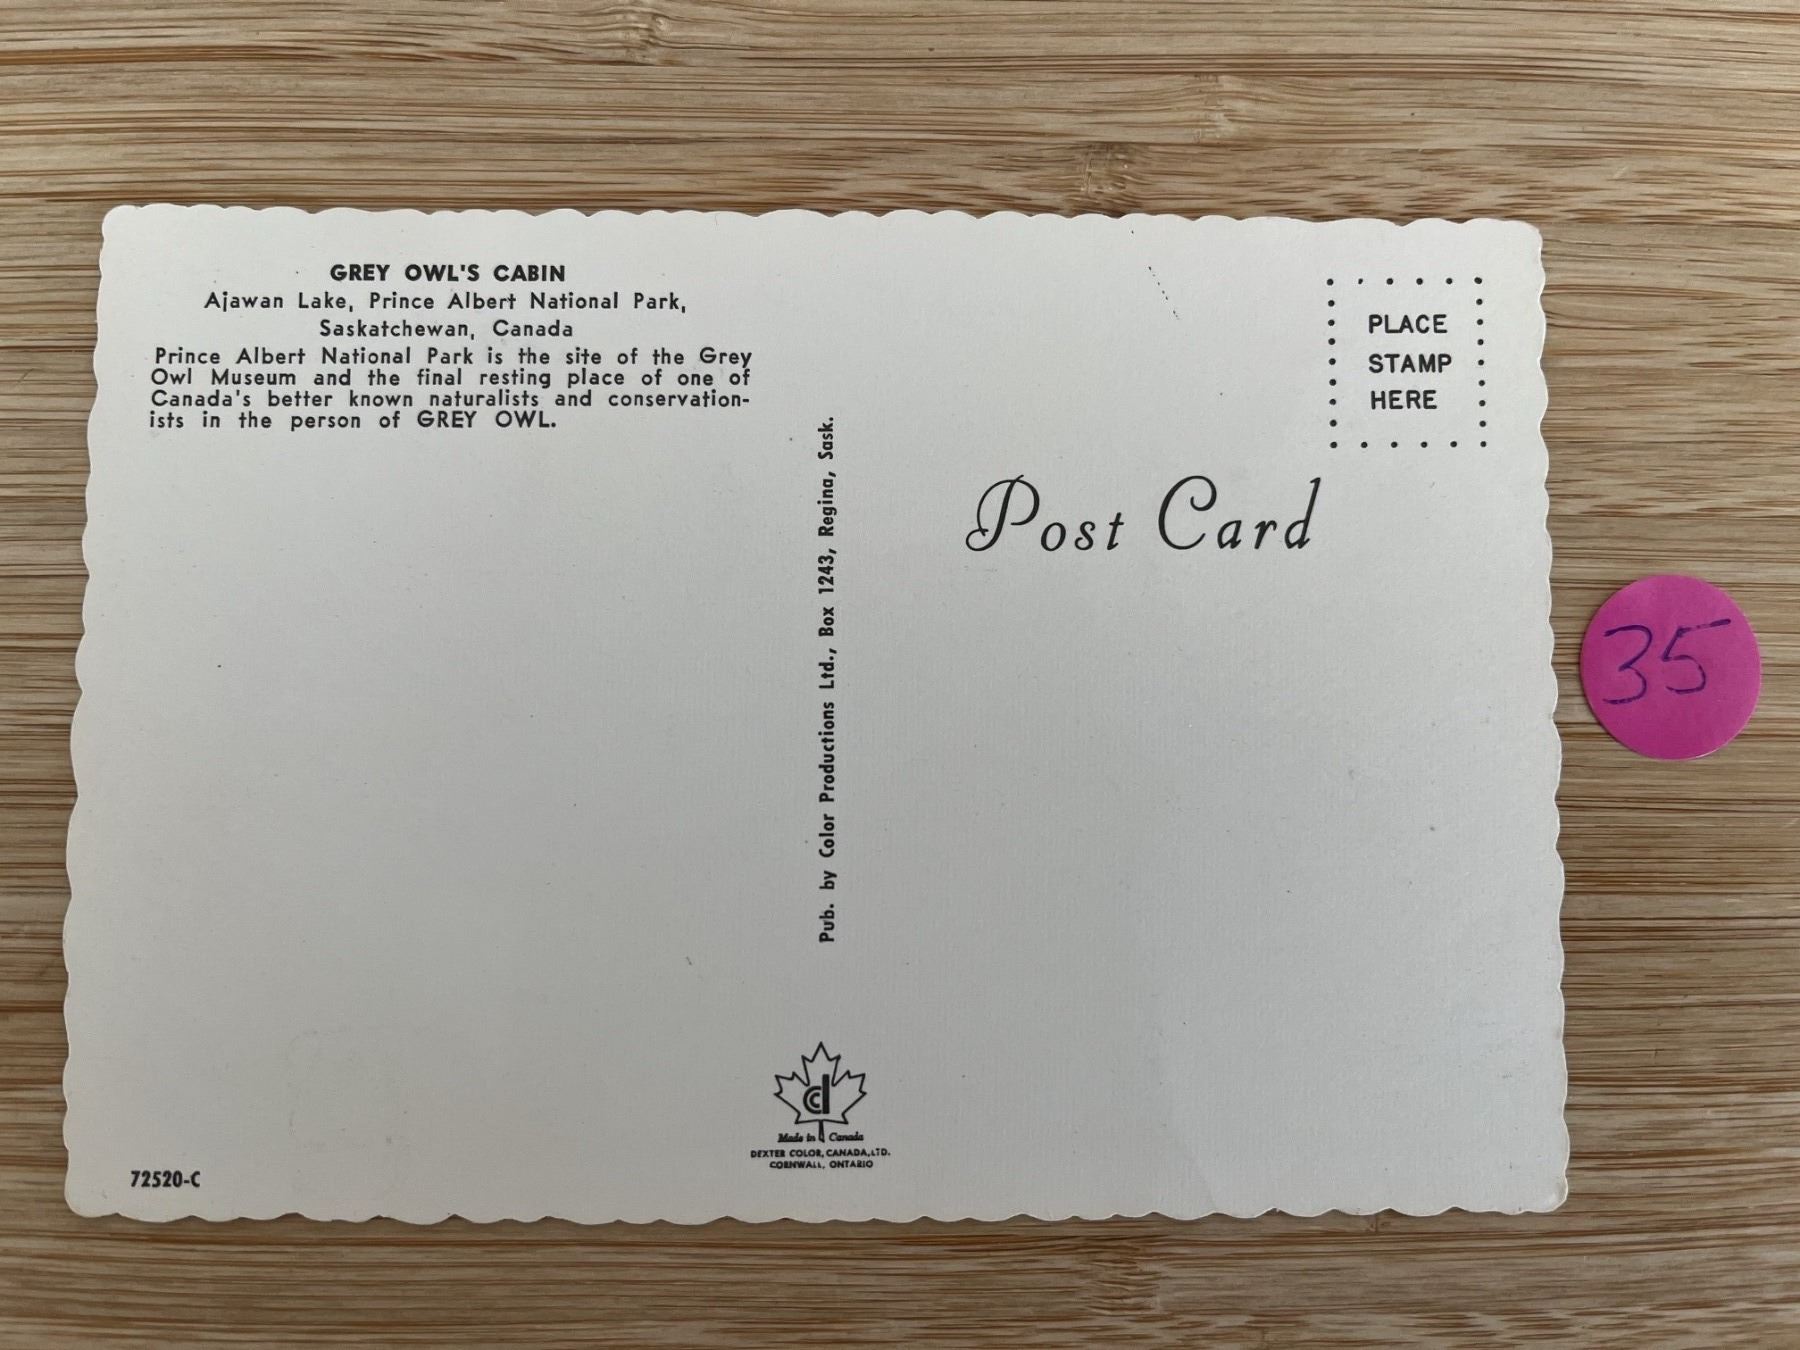 GREY OWL'S CABIN
Ajawan Lake, Prince Albert National Park,
Saskatchewan, Canada
Prince Albert National Park is the site of the Grey
Owl Museum and the final resting place of one of
Canada's better known naturalists and conservation-
ists in the person of GREY OWL.
PLACE
STAMP
HERE
Post Card
Pub. by Color Productions Ltd., Box 1243, Regina, Sask.
35
cd
Made in Canada
DEXTER COLOR, CANADA, LTD.
CORNWALL, ONTARIO
72520-C